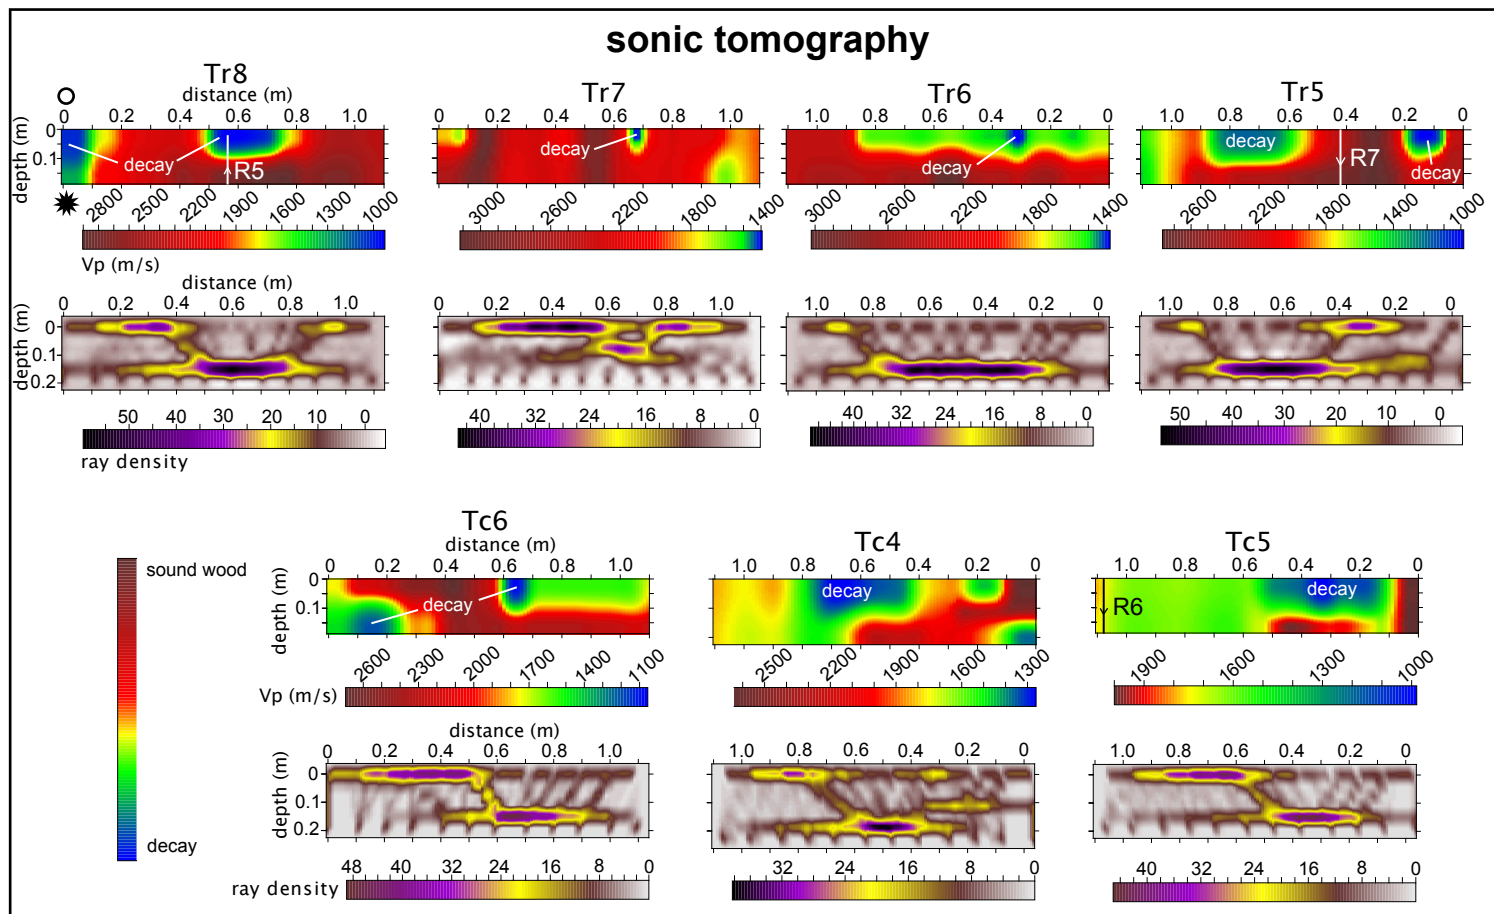 sonic tomography
Tr8
distance (m)
0 0.2 0.4 0.6 0.8 1.0
depth (m)
0
0.1
decay
R5
2800 2500 2200 1900 1600 1000
Vp (m/s)
Tr7
0 0.2 0.4 0.6 0.8 1.0
decay
3000 2600 2200 1800 1400
Tr6
1.0 0.8 0.6 0.4 0.2 0
decay
3000 2600 2200 1800 1400
Tr5
1.0 0.8 0.6 0.4 0.2 0
decay
R7
decay
2600 2200 1800 1400 1000
distance (m)
0 0.2 0.4 0.6 0.8 1.0
depth (m)
0
0.1
0.2
50 40 30 20 10 0
ray density
0 0.2 0.4 0.6 0.8 1.0
40 32 24 16 8 0
1.0 0.8 0.6 0.4 0.2 0
40 32 24 16 8 0
1.0 0.8 0.6 0.4 0.2 0
50 40 30 20 10 0
sound wood
decay
Tc6
distance (m)
0 0.2 0.4 0.6 0.8 1.0
depth (m)
0
0.1
decay
2600 2300 2000 1700 1400 1100
Vp (m/s)
Tc4
1.0 0.8 0.6 0.4 0.2 0
decay
2500 2200 1900 1600 1300
Tc5
1.0 0.8 0.6 0.4 0.2 0
decay
R6
1900 1600 1300 1000
distance (m)
0 0.2 0.4 0.6 0.8 1.0
depth (m)
0
0.1
0.2
48 40 32 24 16 8 0
ray density
1.0 0.8 0.6 0.4 0.2 0
32 24 16 8 0
1.0 0.8 0.6 0.4 0.2 0
40 32 24 16 8 0